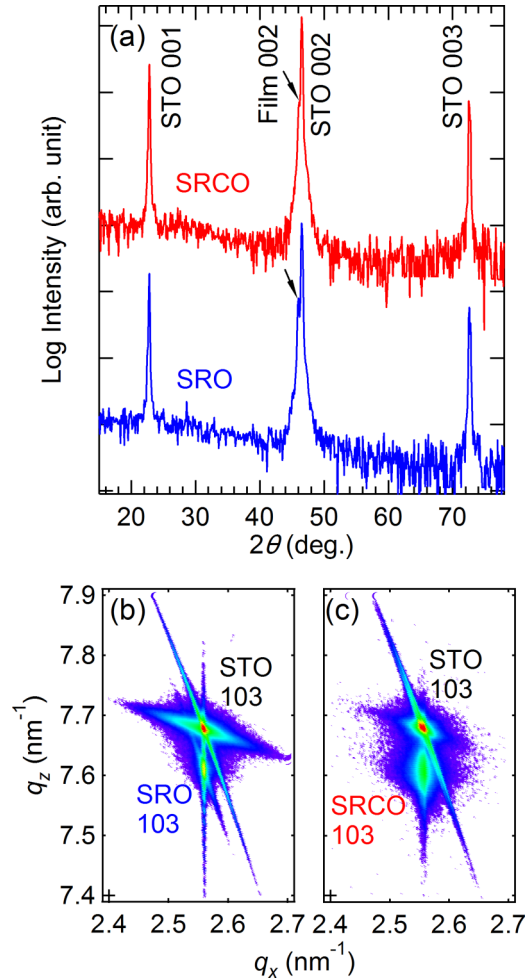 (a)
STO 001
Film 002
STO 002
STO 003
SRCO
SRO
Log Intensity (arb. unit)
20 30 40 50 60 70
2θ (deg.)
(b)
STO
103
SRO
103
7.9
7.8
7.7
7.6
7.5
7.4
qz (nm⁻¹)
2.4 2.5 2.6 2.7
(c)
STO
103
SRCO
103
2.4 2.5 2.6 2.7
qx (nm⁻¹)